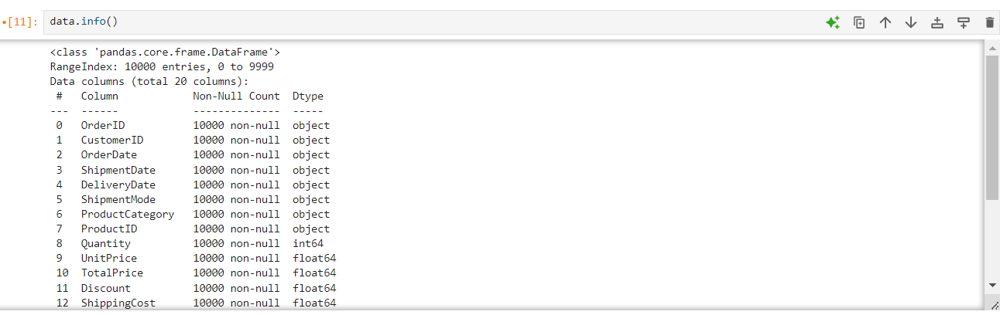 [11]: data.info()
<class 'pandas.core.frame.DataFrame'>
RangeIndex: 10000 entries, 0 to 9999
Data columns (total 20 columns):
 #   Column           Non-Null Count  Dtype
---  ------           --------------  -----
 0   OrderID          10000 non-null  object
 1   CustomerID       10000 non-null  object
 2   OrderDate        10000 non-null  object
 3   ShipmentDate     10000 non-null  object
 4   DeliveryDate     10000 non-null  object
 5   ShipmentMode     10000 non-null  object
 6   ProductCategory  10000 non-null  object
 7   ProductID        10000 non-null  object
 8   Quantity         10000 non-null  int64
 9   UnitPrice        10000 non-null  float64
 10  TotalPrice       10000 non-null  float64
 11  Discount         10000 non-null  float64
 12  ShippingCost     10000 non-null  float64